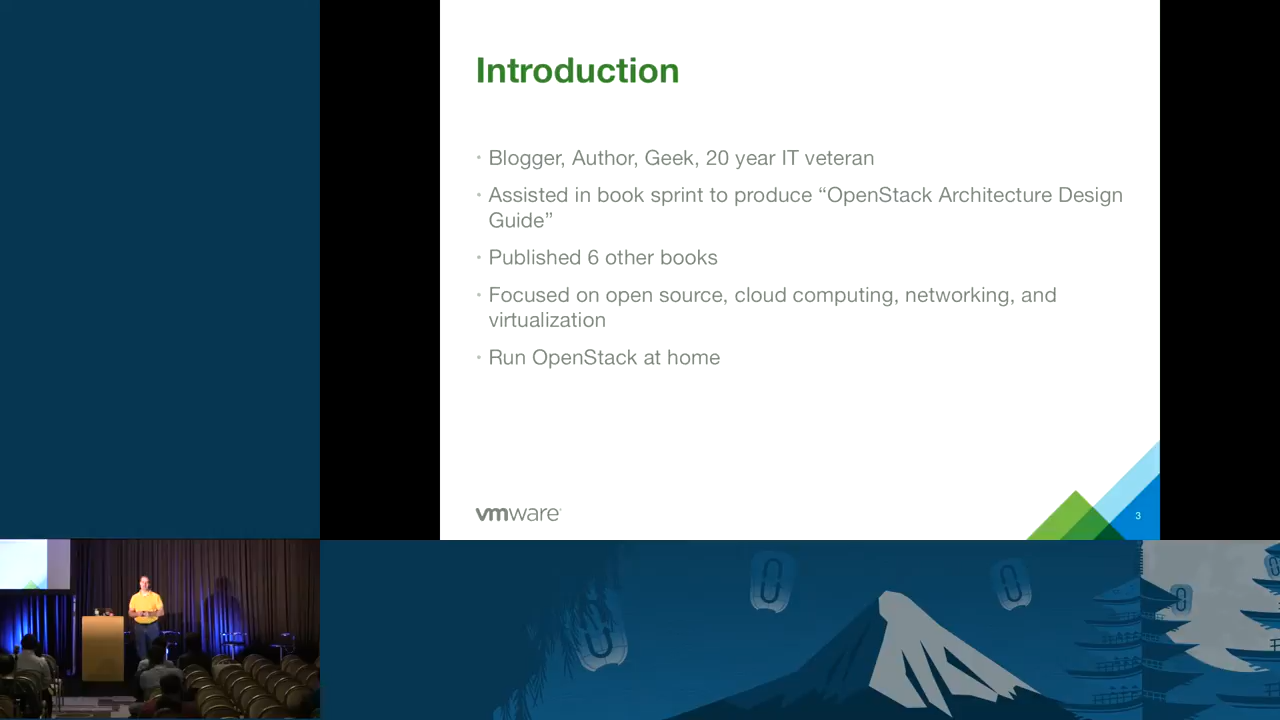 Introduction
• Blogger, Author, Geek, 20 year IT veteran
• Assisted in book sprint to produce “OpenStack Architecture Design
Guide”
• Published 6 other books
• Focused on open source, cloud computing, networking, and
virtualization
• Run OpenStack at home
vmware
3